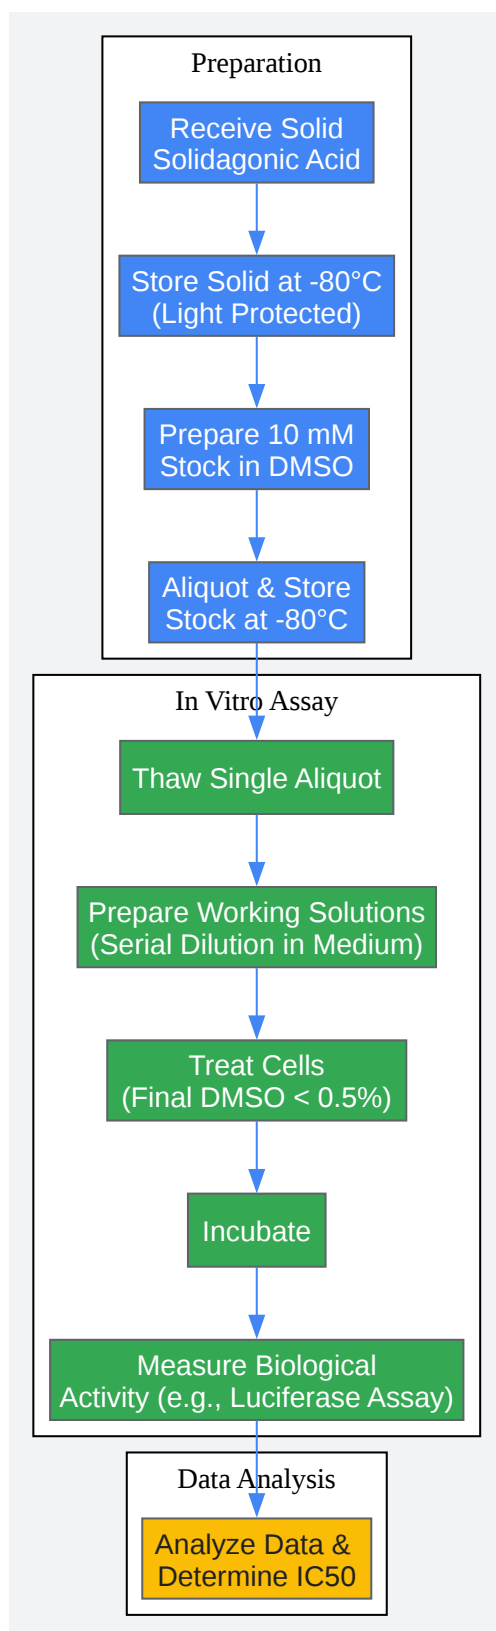 Preparation
Receive Solid
Solidagonic Acid
Store Solid at -80°C
(Light Protected)
Prepare 10 mM
Stock in DMSO
Aliquot & Store
Stock at -80°C
In Vitro Assay
Thaw Single Aliquot
Prepare Working Solutions
(Serial Dilution in Medium)
Treat Cells
(Final DMSO < 0.5%)
Incubate
Measure Biological
Activity (e.g., Luciferase Assay)
Data Analysis
Analyze Data &
Determine IC50